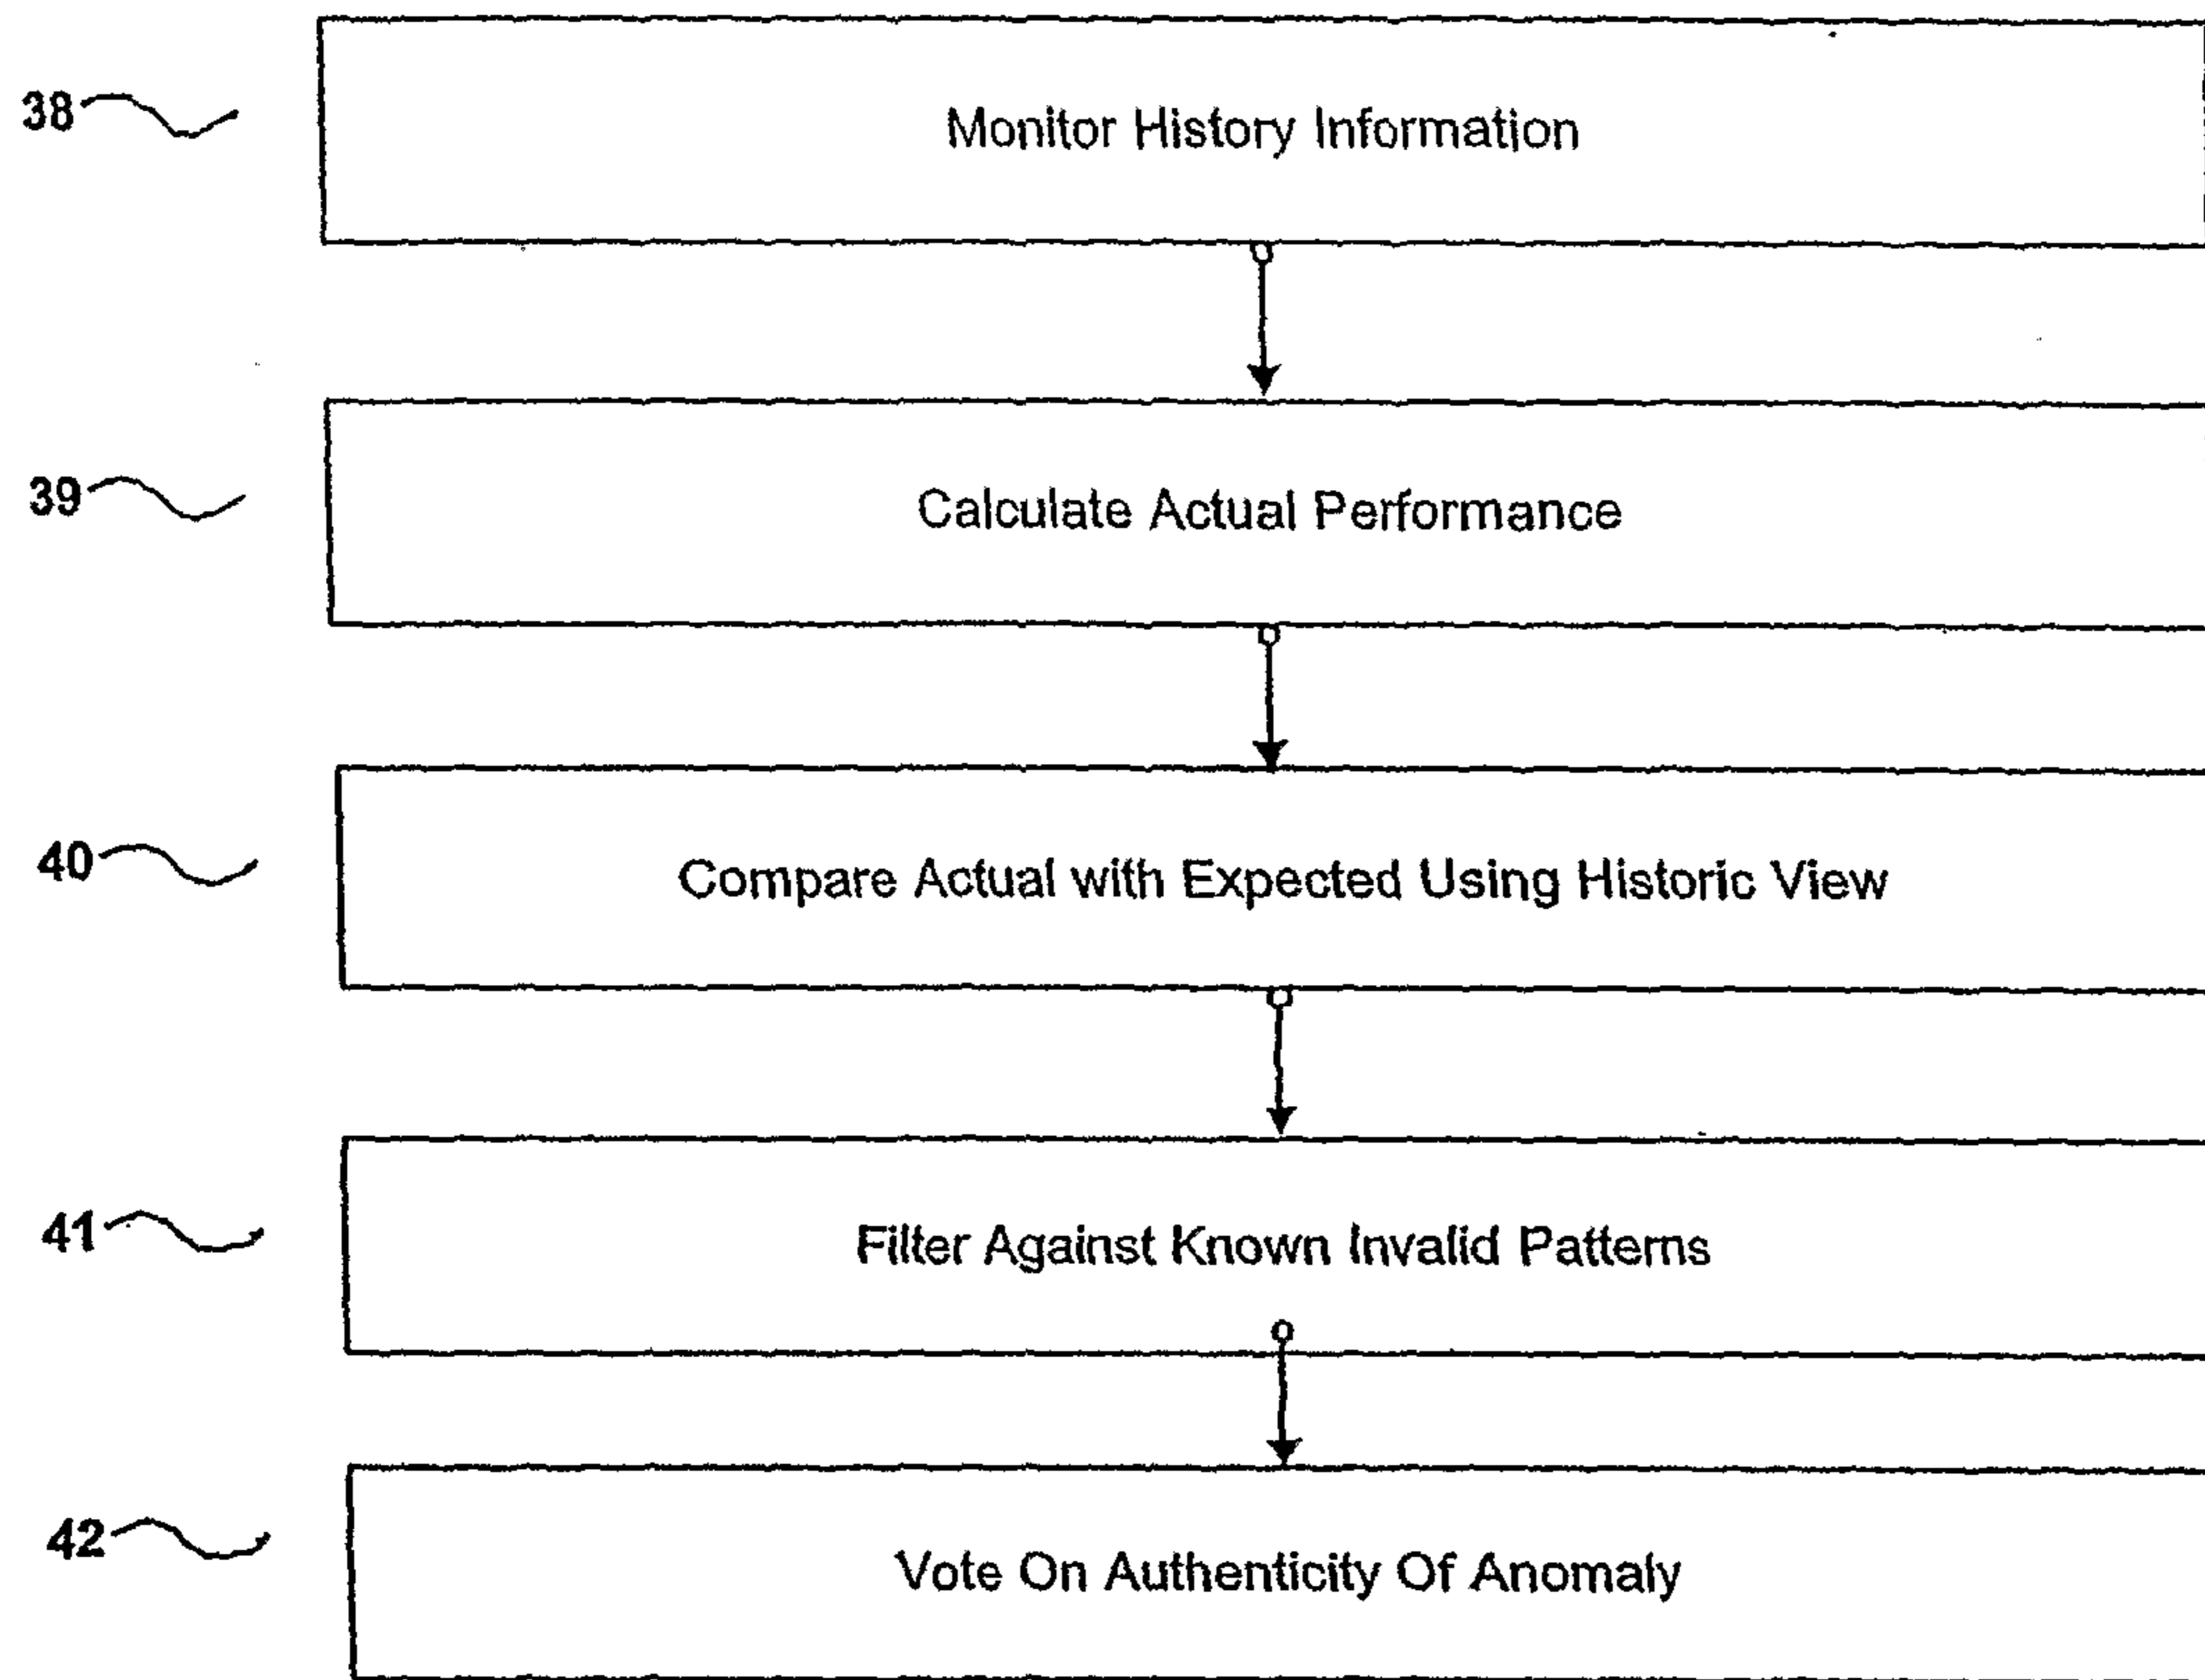 38 Monitor History Information
39 Calculate Actual Performance
40 Compare Actual with Expected Using Historic View
41 Filter Against Known Invalid Patterns
42 Vote On Authenticity Of Anomaly